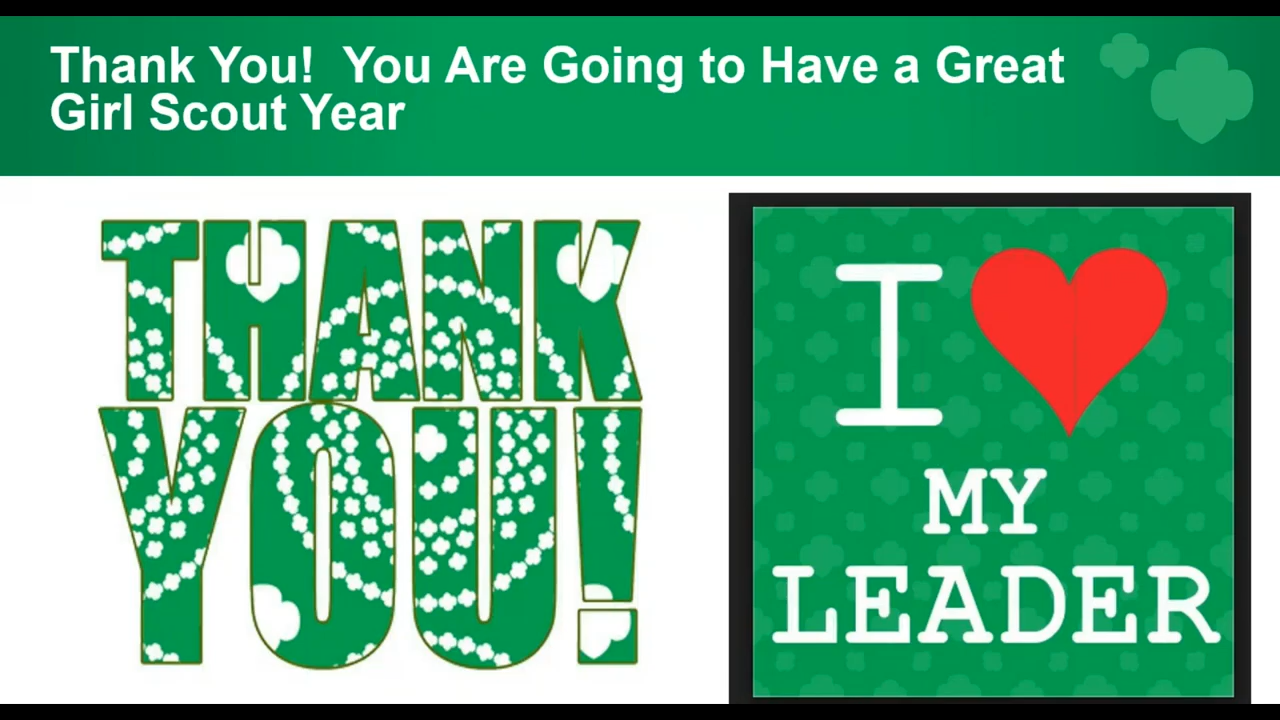 Thank You!  You Are Going to Have a Great
Girl Scout Year
THANK
YOU!
I
MY
LEADER